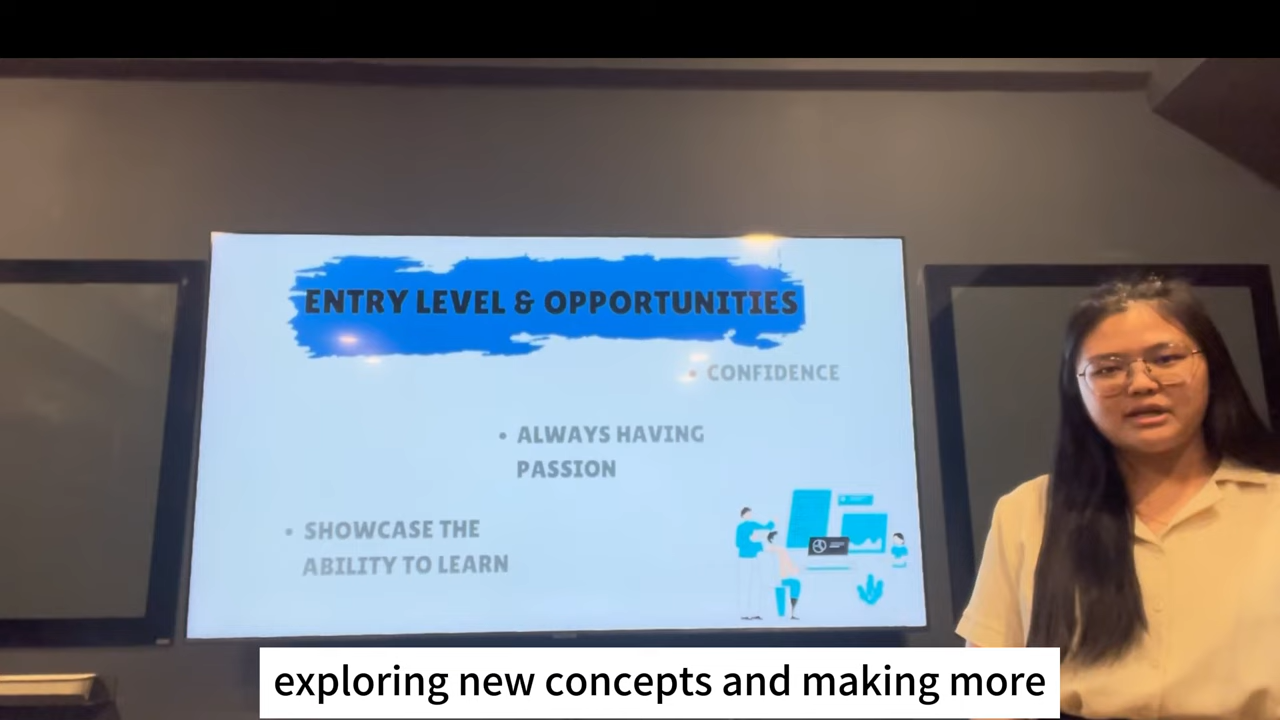 ENTRY LEVEL & OPPORTUNITIES
• CONFIDENCE
• ALWAYS HAVING
PASSION
• SHOWCASE THE
ABILITY TO LEARN
exploring new concepts and making more